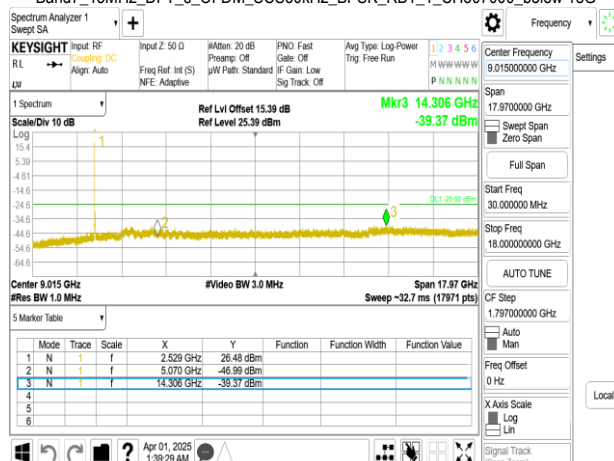 Spectrum Analyzer 1
Swept SA
Frequency
KEYSIGHT
Input: RF
Coupling: DC
Align: Auto
Input Z: 50 Ω
Freq Ref: Int (S)
NFE: Adaptive
#Atten: 20 dB
Preamp: Off
µW Path: Standard
PNO: Fast
Gate: Off
IF Gain: Low
Sig Track: Off
Avg Type: Log-Power
Trig: Free Run
1 2 3 4 5 6
M W W W W W
P N N N N N
RL
Center Frequency
9.015000000 GHz
Settings
Span
17.9700000 GHz
Swept Span
Zero Span
Full Span
Start Freq
30.000000 MHz
Stop Freq
18.000000000 GHz
AUTO TUNE
CF Step
1.797000000 GHz
Auto
Man
Freq Offset
0 Hz
X Axis Scale
Log
Lin
Local
Signal Track
1 Spectrum
Scale/Div 10 dB
Ref Lvl Offset 15.39 dB
Ref Level 25.39 dBm
Mkr3 14.306 GHz
-39.37 dBm
Log
15.4
5.39
-4.61
-14.6
-24.6
-34.6
-44.6
-54.6
-64.6
1
2
3
DL1 -25.00 dBm
Center 9.015 GHz
#Res BW 1.0 MHz
#Video BW 3.0 MHz
Span 17.97 GHz
Sweep ~32.7 ms (17971 pts)
5 Marker Table
Mode Trace Scale X Y Function Function Width Function Value
1 N 1 f 2.529 GHz 26.48 dBm
2 N 1 f 5.070 GHz -46.99 dBm
3 N 1 f 14.306 GHz -39.37 dBm
4
5
6
Apr 01, 2025
1:39:29 AM